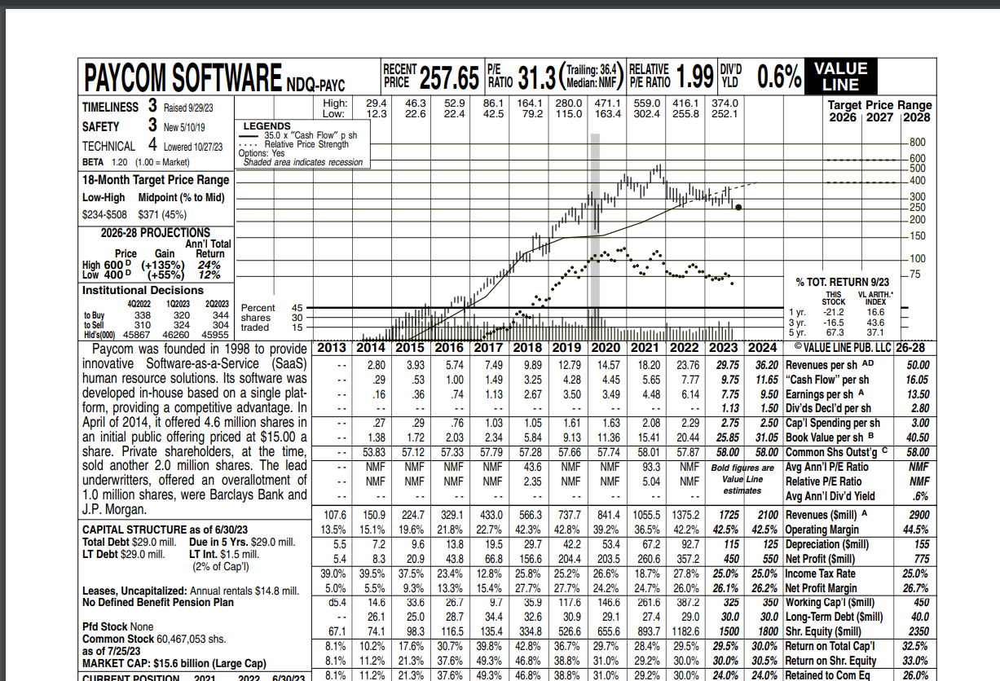 PAYCOM SOFTWARE NDQ-PAYC
RECENT PRICE 257.65
P/E RATIO 31.3 (Trailing: 36.4 Median: NMF)
RELATIVE P/E RATIO 1.99
DIV'D YLD 0.6%
VALUE LINE
TIMELINESS 3 Raised 9/29/23
SAFETY 3 New 5/10/19
TECHNICAL 4 Lowered 10/27/23
BETA 1.20 (1.00 = Market)
18-Month Target Price Range
Low-High Midpoint (% to Mid)
$234-$508 $371 (45%)
2026-28 PROJECTIONS
Ann'l Total
Price Gain Return
High 600 D (+135%) 24%
Low 400 D (+55%) 12%
Institutional Decisions
4Q2022 1Q2023 2Q2023
to Buy 338 320 344
to Sell 310 324 304
Hld's(000) 45867 46260 45955
High: 29.4 46.3 52.9 86.1 164.1 280.0 471.1 559.0 416.1 374.0
Low: 12.3 22.6 22.4 42.5 79.2 115.0 163.4 302.4 255.8 252.1
LEGENDS
35.0 x "Cash Flow" p sh
. . . . Relative Price Strength
Options: Yes
Shaded area indicates recession
Target Price Range
2026 2027 2028
800
600
500
400
300
250
200
150
100
75
Percent shares traded
45
30
15
% TOT. RETURN 9/23
THIS STOCK VL ARITH.* INDEX
1 yr. -21.2 16.6
3 yr. -16.5 43.6
5 yr. 67.3 37.1
Paycom was founded in 1998 to provide
innovative Software-as-a-Service (SaaS)
human resource solutions. Its software was
developed in-house based on a single plat-
form, providing a competitive advantage. In
April of 2014, it offered 4.6 million shares in
an initial public offering priced at $15.00 a
share. Private shareholders, at the time,
sold another 2.0 million shares. The lead
underwriters, offered an overallotment of
1.0 million shares, were Barclays Bank and
J.P. Morgan.
CAPITAL STRUCTURE as of 6/30/23
Total Debt $29.0 mill. Due in 5 Yrs. $29.0 mill.
LT Debt $29.0 mill. LT Int. $1.5 mill.
(2% of Cap'l)
Leases, Uncapitalized: Annual rentals $14.8 mill.
No Defined Benefit Pension Plan
Pfd Stock None
Common Stock 60,467,053 shs.
as of 7/25/23
MARKET CAP: $15.6 billion (Large Cap)
CURRENT POSITION 2021 2022 6/30/23
2013 2014 2015 2016 2017 2018 2019 2020 2021 2022 2023 2024 © VALUE LINE PUB. LLC 26-28
- - 2.80 3.93 5.74 7.49 9.89 12.79 14.57 18.20 23.76 29.75 36.20 Revenues per sh AD 50.00
- - .29 .53 1.00 1.49 3.25 4.28 4.45 5.65 7.77 9.75 11.65 "Cash Flow" per sh 16.05
- - .16 .36 .74 1.13 2.67 3.50 3.49 4.48 6.14 7.75 9.50 Earnings per sh A 13.50
- - - - - - - - - - - - - - - - - - - - 1.13 1.50 Div'ds Decl'd per sh 2.80
- - .27 .29 .76 1.03 1.05 1.61 1.63 2.08 2.29 2.75 2.50 Cap'l Spending per sh 3.00
- - 1.38 1.72 2.03 2.34 5.84 9.13 11.36 15.41 20.44 25.85 31.05 Book Value per sh B 40.50
- - 53.83 57.12 57.33 57.79 57.28 57.66 57.74 58.01 57.87 58.00 58.00 Common Shs Outst'g C 58.00
- - NMF NMF NMF NMF 43.6 NMF NMF 93.3 NMF Bold figures are Avg Ann'l P/E Ratio NMF
- - NMF NMF NMF NMF 2.35 NMF NMF 5.04 NMF Value Line Relative P/E Ratio NMF
- - - - - - - - - - - - - - - - - - - - estimates Avg Ann'l Div'd Yield .6%
107.6 150.9 224.7 329.1 433.0 566.3 737.7 841.4 1055.5 1375.2 1725 2100 Revenues ($mill) A 2900
13.5% 15.1% 19.6% 21.8% 22.7% 42.3% 42.8% 39.2% 36.5% 42.2% 42.5% 42.5% Operating Margin 44.5%
5.5 7.2 9.6 13.8 19.5 29.7 42.2 53.4 67.2 92.7 115 125 Depreciation ($mill) 155
5.4 8.3 20.9 43.8 66.8 156.6 204.4 203.5 260.6 357.2 450 550 Net Profit ($mill) 775
39.0% 39.5% 37.5% 23.4% 12.8% 25.8% 25.2% 26.6% 18.7% 27.8% 25.0% 25.0% Income Tax Rate 25.0%
5.0% 5.5% 9.3% 13.3% 15.4% 27.7% 27.7% 24.2% 24.7% 26.0% 26.1% 26.2% Net Profit Margin 26.7%
d5.4 14.6 33.6 26.7 9.7 35.9 117.6 146.6 261.6 387.2 325 350 Working Cap'l ($mill) 450
- - 26.1 25.0 28.7 34.4 32.6 30.9 29.1 27.4 29.0 30.0 30.0 Long-Term Debt ($mill) 40.0
67.1 74.1 98.3 116.5 135.4 334.8 526.6 655.6 893.7 1182.6 1500 1800 Shr. Equity ($mill) 2350
8.1% 10.2% 17.6% 30.7% 39.8% 42.8% 36.7% 29.7% 28.4% 29.5% 29.5% 30.0% Return on Total Cap'l 32.5%
8.1% 11.2% 21.3% 37.6% 49.3% 46.8% 38.8% 31.0% 29.2% 30.0% 30.0% 30.5% Return on Shr. Equity 33.0%
8.1% 11.2% 21.3% 37.6% 49.3% 46.8% 38.8% 31.0% 29.2% 30.0% 24.0% 24.0% Retained to Com Eq 26.0%